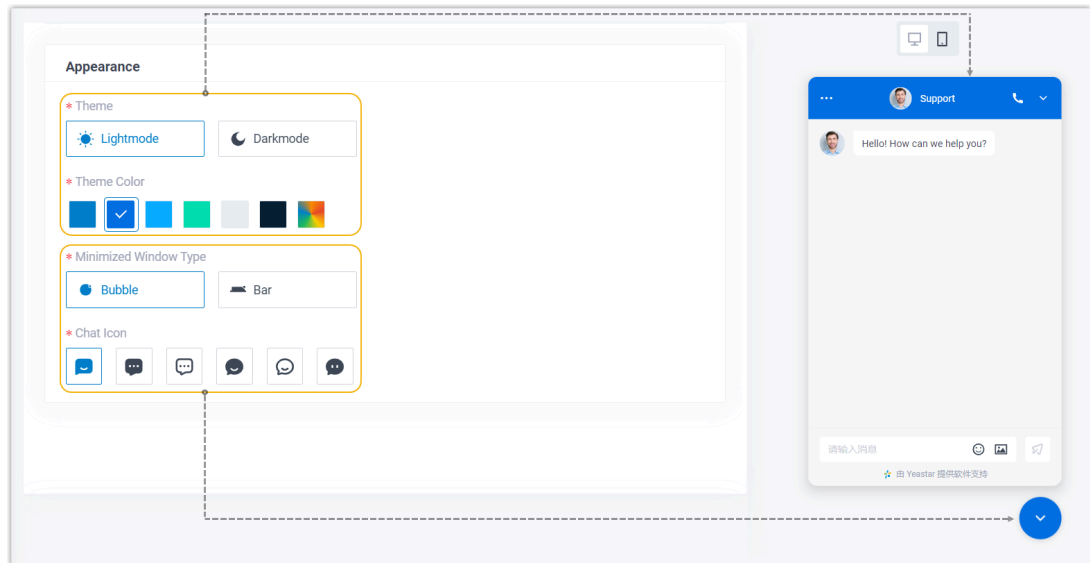 Appearance
* Theme
Lightmode
Darkmode
* Theme Color
* Minimized Window Type
Bubble
Bar
* Chat Icon
Support
Hello! How can we help you?
请输入消息
由 Yeastar 提供软件支持